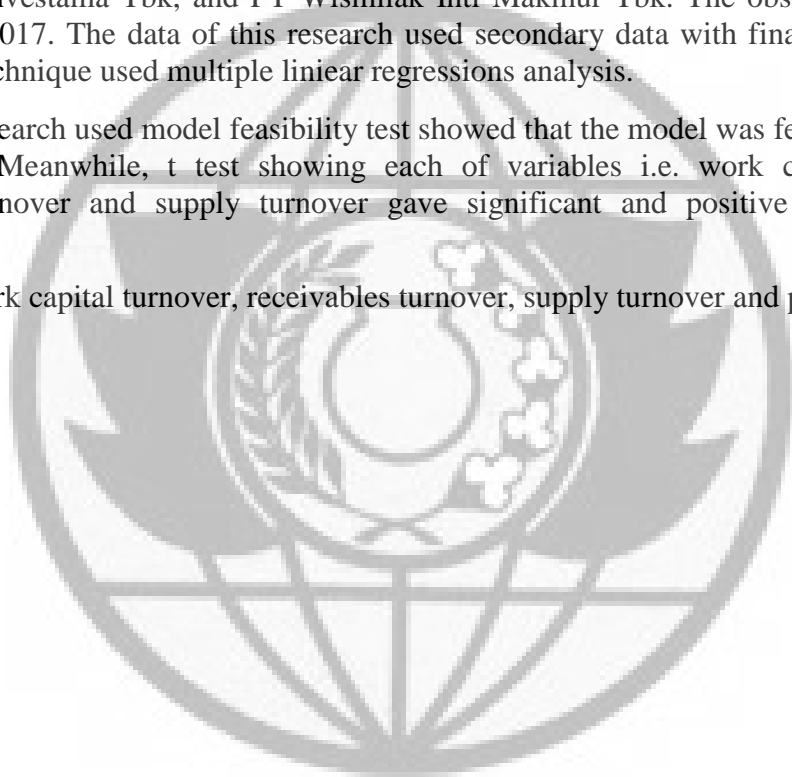 Investama Tbk, and PT Wismilak Inti Makmur Tbk. The obs
017. The data of this research used secondary data with fina
chnique used multiple liniear regressions analysis.
earch used model feasibility test showed that the model was fe
Meanwhile, t test showing each of variables i.e. work c
nover and supply turnover gave significant and positive
rk capital turnover, receivables turnover, supply turnover and p